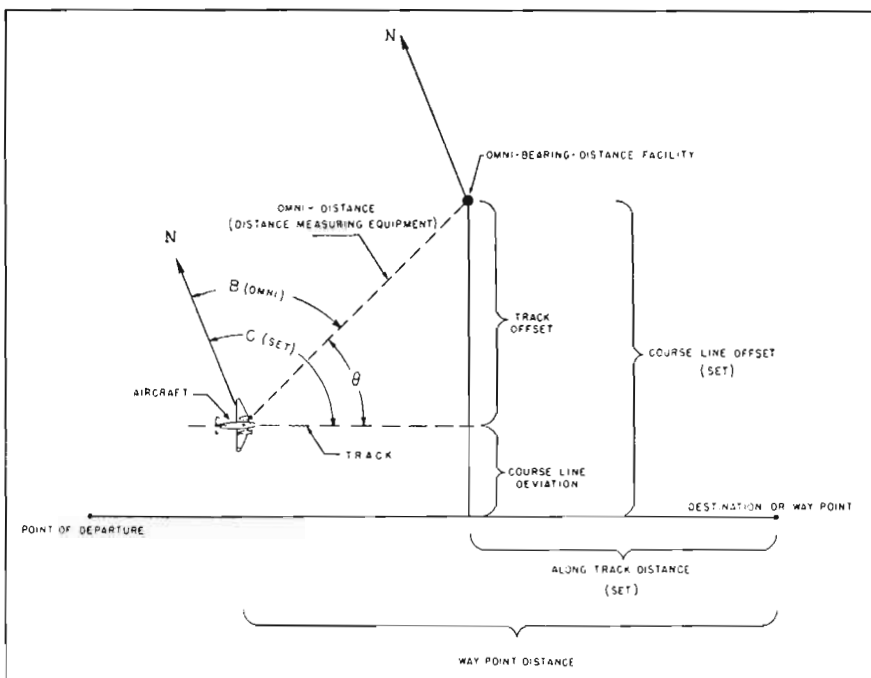 N
OMNI-BEARING-DISTANCE FACILITY
OMNI-DISTANCE
(DISTANCE MEASURING EQUIPMENT)
N
B (OMNI)
C (SET)
θ
AIRCRAFT
TRACK
TRACK
OFFSET
COURSE LINE OFFSET
(SET)
COURSE LINE
DEVIATION
POINT OF DEPARTURE
DESTINATION OR WAY POINT
ALONG TRACK DISTANCE
(SET)
WAY POINT DISTANCE